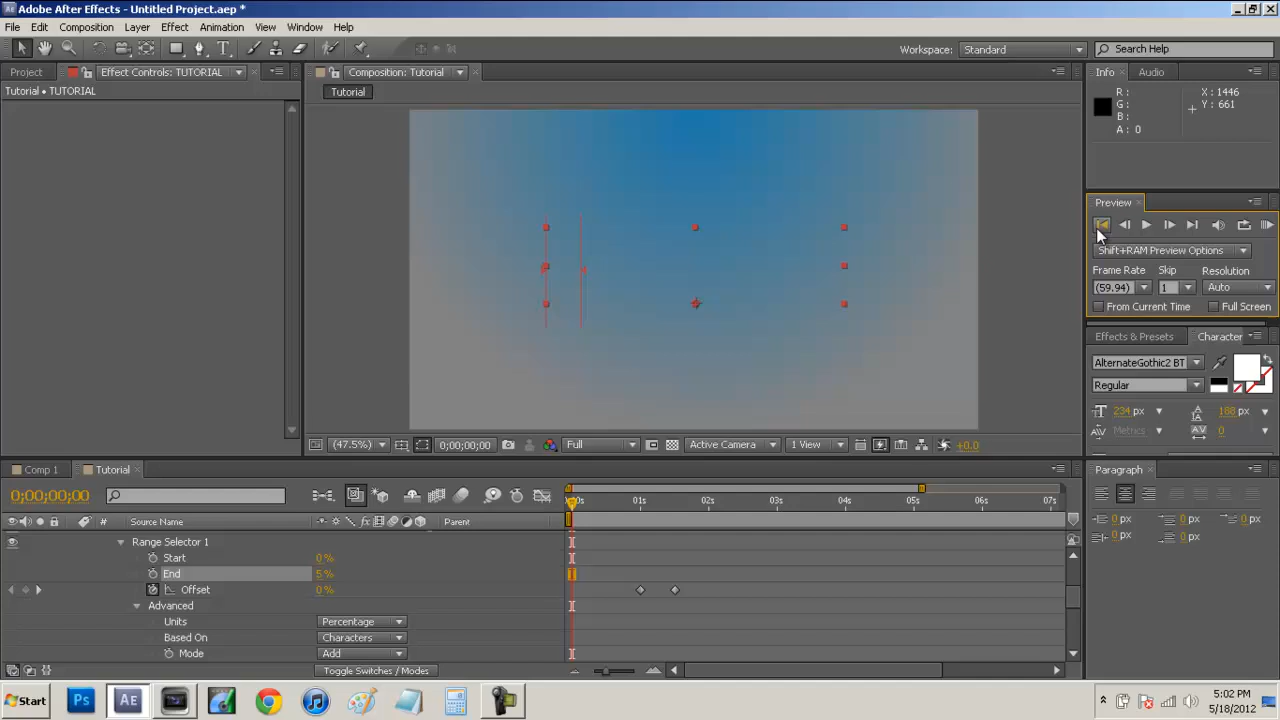 Adobe After Effects - Untitled Project.aep *
File Edit Composition Layer Effect Animation View Window Help
Workspace: Standard Search Help
Project Effect Controls: TUTORIAL Composition: Tutorial Info Audio
Tutorial • TUTORIAL Tutorial R : X : 1446
G : Y : 661
B :
A : 0
Preview
Shift+RAM Preview Options
Frame Rate Skip Resolution
(59.94) 1 Auto
From Current Time Full Screen
Effects & Presets Character
AlternateGothic2 BT
Regular
234 px 188 px
Metrics 0
(47.5%) 0;00;00;00 Full Active Camera 1 View +0.0
Comp 1 Tutorial Paragraph
0;00;00;00 01s 02s 03s 04s 05s 06s 07s
# Source Name Parent
0 px 0 px 0 px
0 px 0 px
Range Selector 1
Start 0 %
End 5 %
Offset 0 %
Advanced
Units Percentage
Based On Characters
Mode Add
Toggle Switches / Modes
Start Ps AE 5:02 PM
5/18/2012